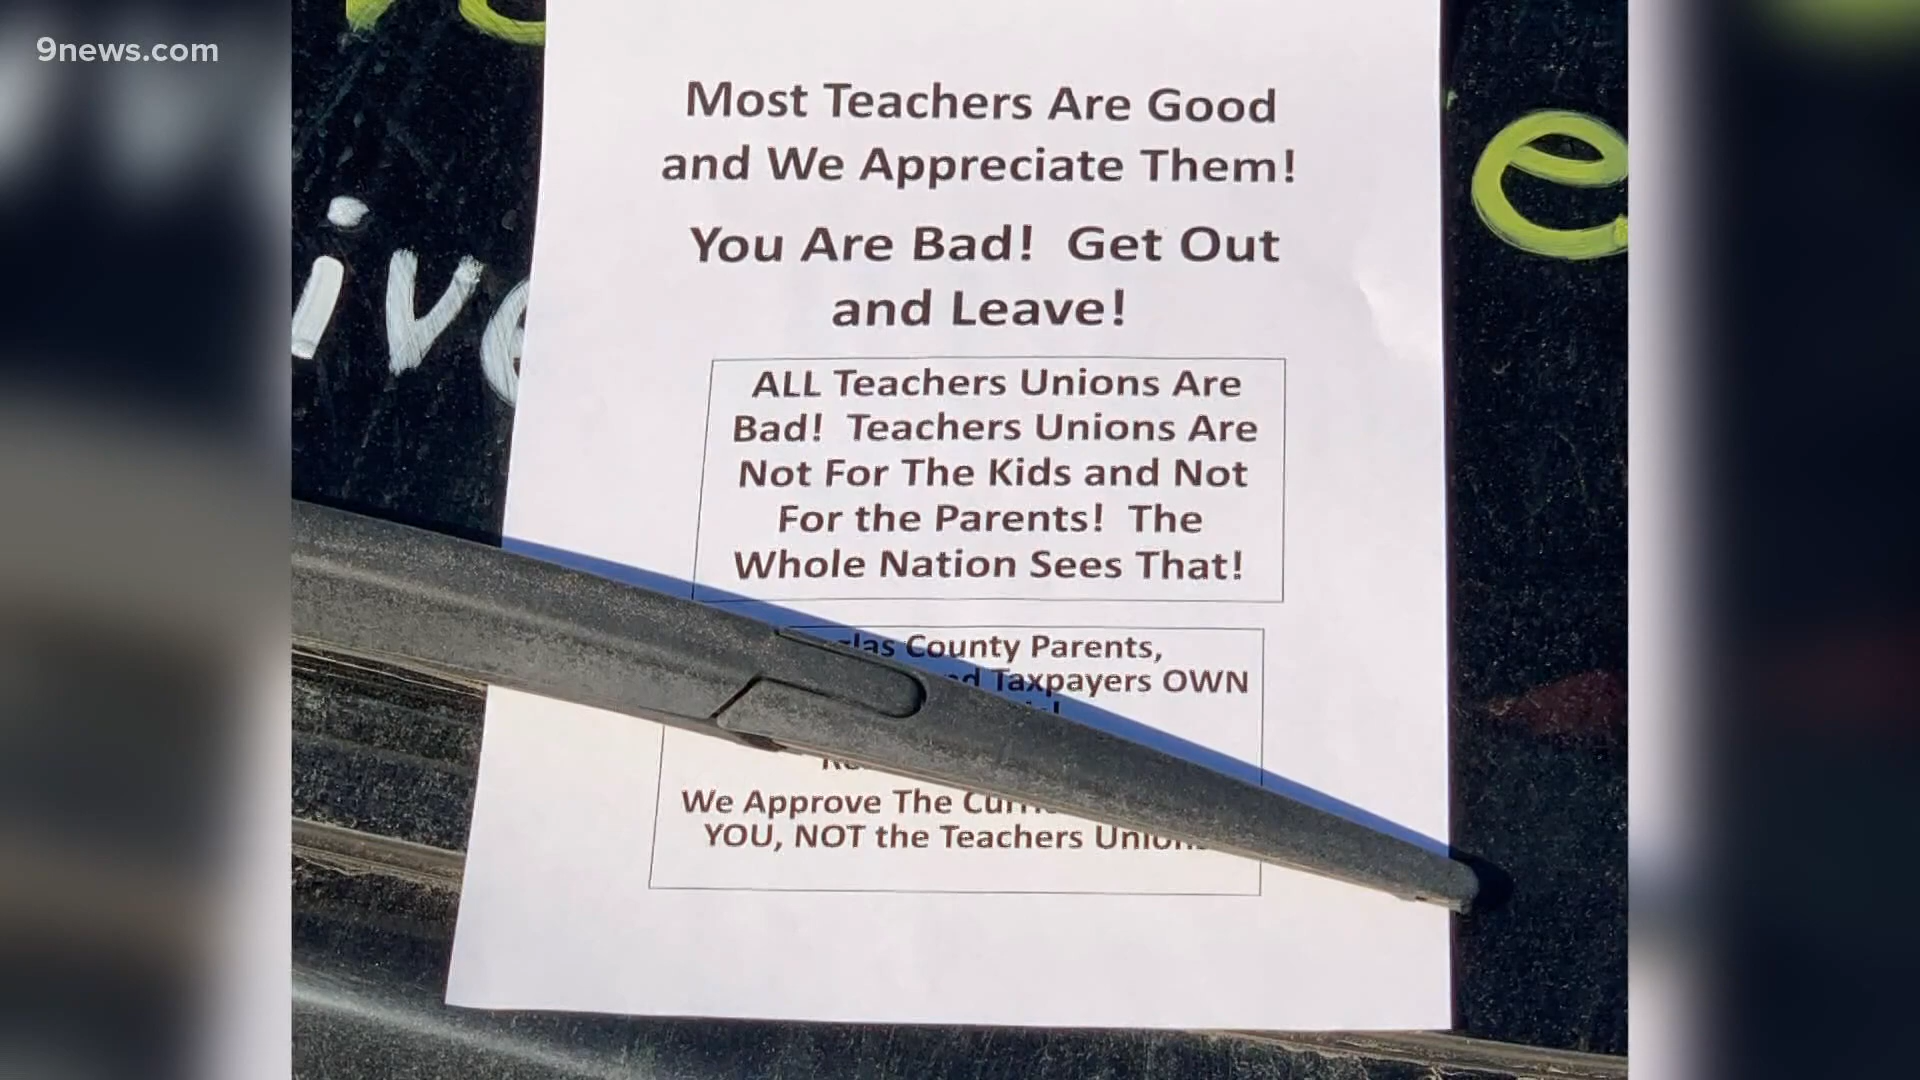 9news.com
Most Teachers Are Good
and We Appreciate Them!
You Are Bad!  Get Out
and Leave!
ALL Teachers Unions Are
Bad!  Teachers Unions Are
Not For The Kids and Not
For the Parents!  The
Whole Nation Sees That!
County Parents,
Taxpayers OWN
We Approve The
YOU, NOT the Teachers
e
ive